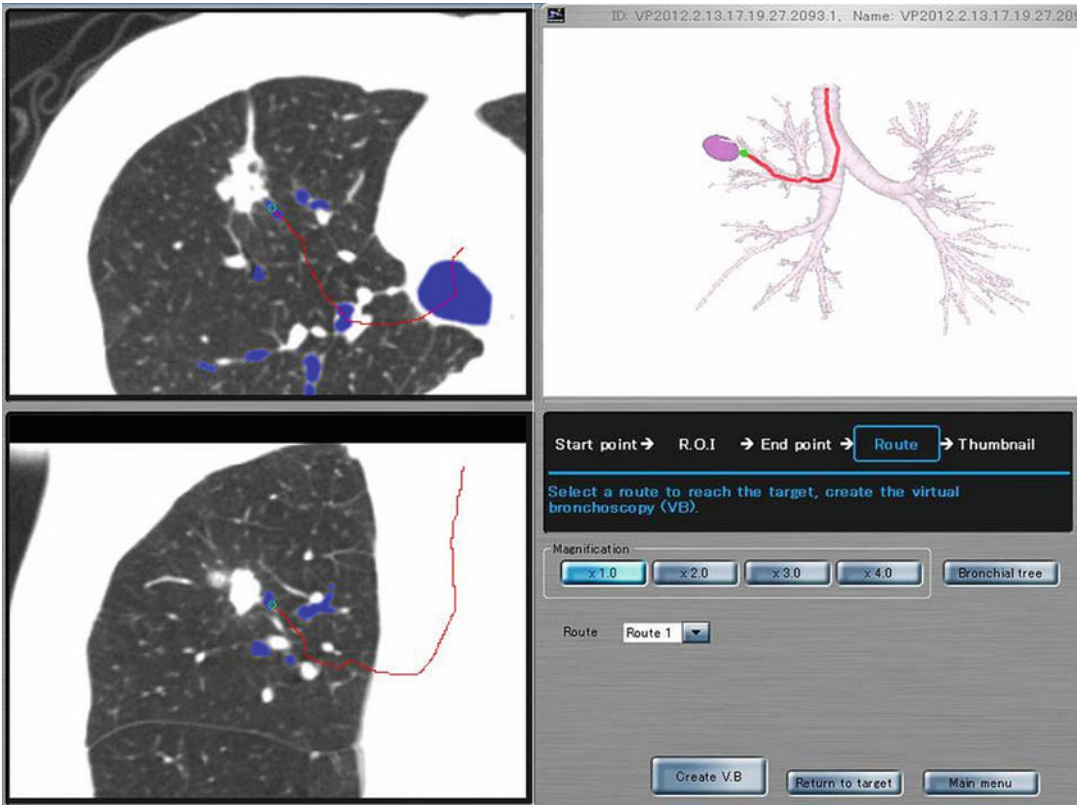 ID: VP2012.2.13.17.19.27.2093.1, Name: VP2012.2.13.17.19.27.209
Start point → R.O.I → End point → Route → Thumbnail
Select a route to reach the target, create the virtual
bronchoscopy (VB).
Magnification
x 1.0 x 2.0 x 3.0 x 4.0 Bronchial tree
Route Route 1
Create V.B Return to target Main menu